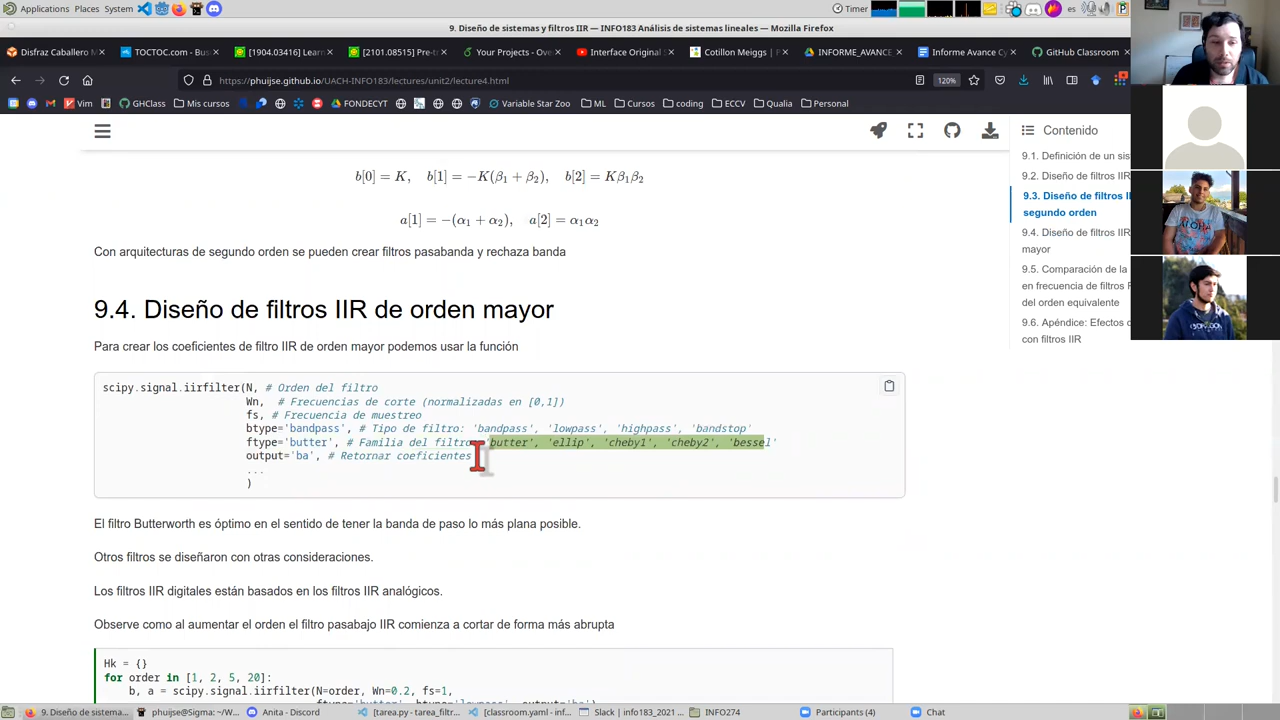 Applications Places System Timer es
9. Diseño de sistemas y filtros IIR — INFO183 Análisis de sistemas lineales — Mozilla Firefox
Disfraz Caballero M TOCTOC.com - Bus [1904.03416] Learn [2101.08515] Pre Your Python Interface Original S Cotillon Meiggs | P INFORME_AVANCE Informe Avance Cy GitHub Classroom
https://phuijse.github.io/UACH-INFO183/lectures/unit2/lecture4.html 120%
Vim GHClass Mis cursos FONDECYT 0101001101010 Variable Star Zoo ML Cursos coding ECCV Qualia Personal
b[0] = K, b[1] = −K(β1 + β2), b[2] = Kβ1β2
a[1] = −(α1 + α2), a[2] = α1α2
Con arquitecturas de segundo orden se pueden crear filtros pasabanda y rechaza banda
9.4. Diseño de filtros IIR de orden mayor
Para crear los coeficientes de filtro IIR de orden mayor podemos usar la función
scipy.signal.iirfilter(N, # Orden del filtro
Wn, # Frecuencias de corte (normalizadas en [0,1])
fs, # Frecuencia de muestreo
btype='bandpass', # Tipo de filtro: 'bandpass', 'lowpass', 'highpass', 'bandstop'
ftype='butter', # Familia del filtro: 'butter', 'ellip', 'cheby1', 'cheby2', 'bessel'
output='ba', # Retornar coeficientes
...
)
El filtro Butterworth es óptimo en el sentido de tener la banda de paso lo más plana posible.
Otros filtros se diseñaron con otras consideraciones.
Los filtros IIR digitales están basados en los filtros IIR analógicos.
Observe como al aumentar el orden el filtro pasabajo IIR comienza a cortar de forma más abrupta
Hk = {}
for order in [1, 2, 5, 20]:
b, a = scipy.signal.iirfilter(N=order, Wn=0.2, fs=1,
Contenido
9.1. Definición de un sis
9.2. Diseño de filtros IIR
9.3. Diseño de filtros II
segundo orden
9.4. Diseño de filtros IIR
mayor
9.5. Comparación de la
en frecuencia de filtros F
del orden equivalente
9.6. Apéndice: Efectos d
con filtros IIR
9. Diseño de sistema... phuijse@Sigma: ~/W... Anita - Discord [tarea.py - tarea_filtr... [classroom.yaml - inf... Slack | info183_2021 ... INFO274 Participants (4) Chat